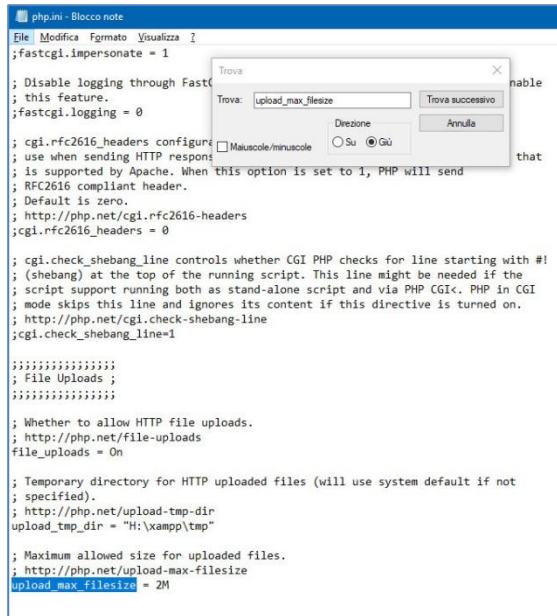 php.ini - Blocco note
File Modifica Formato Visualizza ?
;fastcgi.impersonate = 1
; Disable logging through FastC
nable
; this feature.
;fastcgi.logging = 0
Trova
Trova: upload_max_filesize
Trova successivo
Annulla
Direzione
Su Giù
Maiuscole/minuscole
; cgi.rfc2616_headers configura
; use when sending HTTP respons
that
; is supported by Apache. When this option is set to 1, PHP will send
; RFC2616 compliant header.
; Default is zero.
; http://php.net/cgi.rfc2616-headers
;cgi.rfc2616_headers = 0
; cgi.check_shebang_line controls whether CGI PHP checks for line starting with #!
; (shebang) at the top of the running script. This line might be needed if the
; script support running both as stand-alone script and via PHP CGI<. PHP in CGI
; mode skips this line and ignores its content if this directive is turned on.
; http://php.net/cgi.check-shebang-line
;cgi.check_shebang_line=1
;;;;;;;;;;;;;;;;
; File Uploads ;
;;;;;;;;;;;;;;;;
; Whether to allow HTTP file uploads.
; http://php.net/file-uploads
file_uploads = On
; Temporary directory for HTTP uploaded files (will use system default if not
; specified).
; http://php.net/upload-tmp-dir
upload_tmp_dir = "H:\xampp\tmp"
; Maximum allowed size for uploaded files.
; http://php.net/upload-max-filesize
upload_max_filesize = 2M